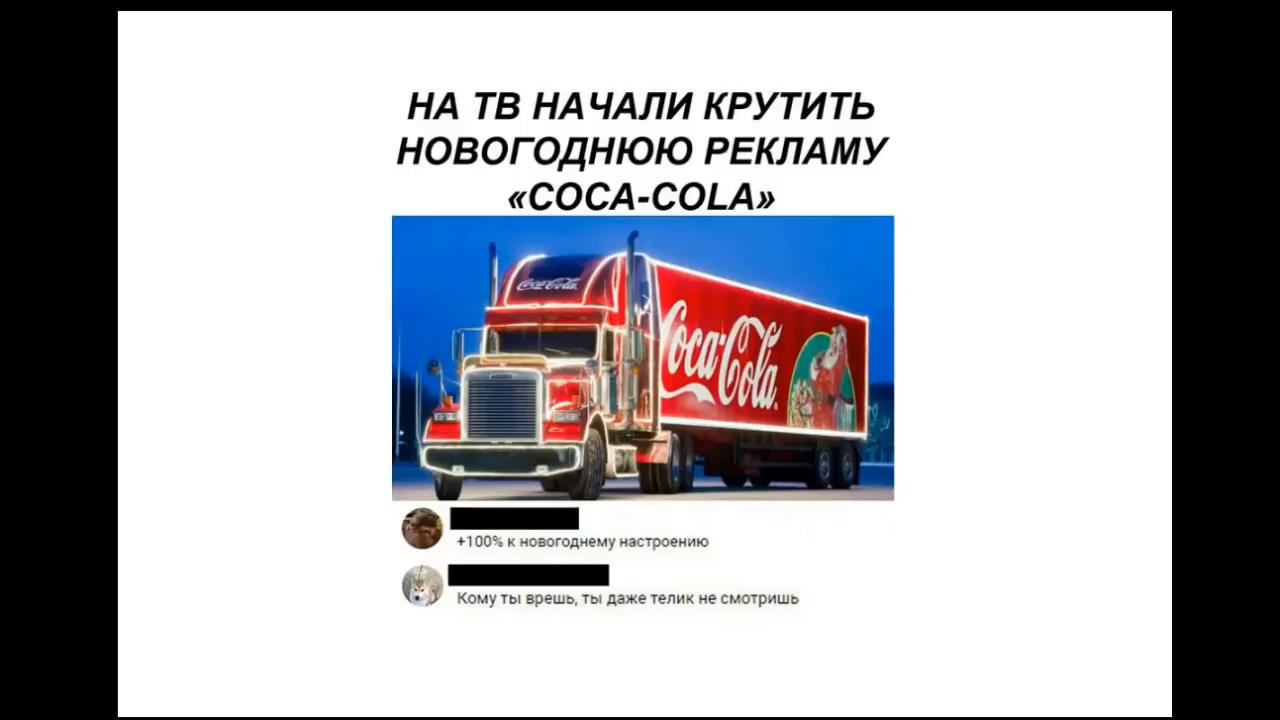 НА ТВ НАЧАЛИ КРУТИТЬ
НОВОГОДНЮЮ РЕКЛАМУ
«COCA-COLA»
Coca-Cola
Coca-Cola
+100% к новогоднему настроению
Кому ты врешь, ты даже телик не смотришь